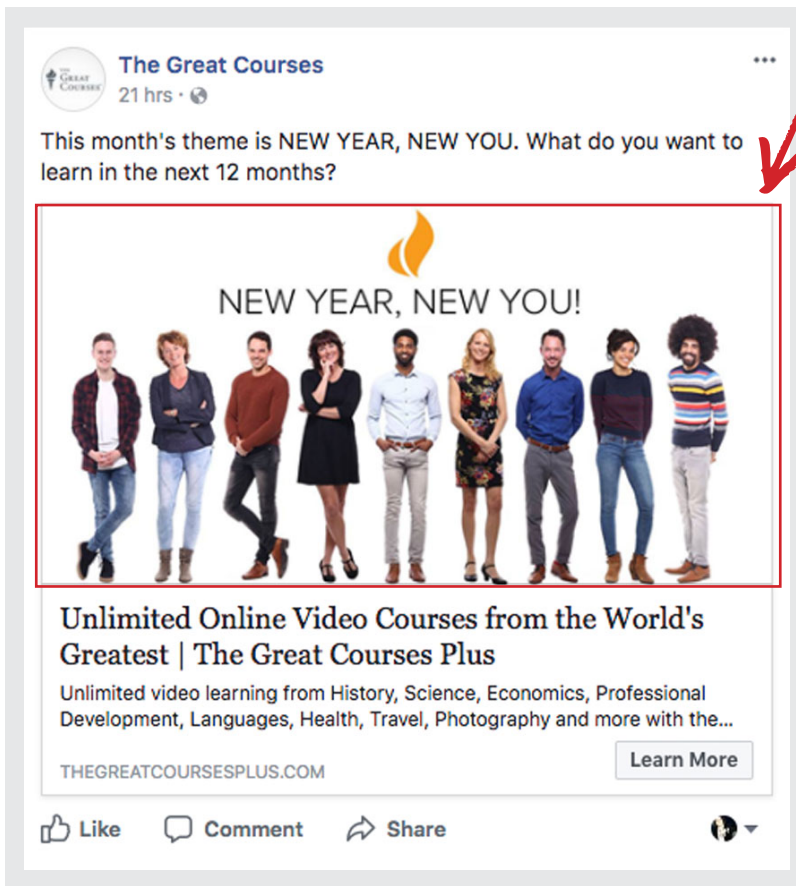 THE
GREAT
COURSES
The Great Courses
21 hrs ·
This month's theme is NEW YEAR, NEW YOU. What do you want to
learn in the next 12 months?
NEW YEAR, NEW YOU!
Unlimited Online Video Courses from the World's
Greatest | The Great Courses Plus
Unlimited video learning from History, Science, Economics, Professional
Development, Languages, Health, Travel, Photography and more with the...
THEGREATCOURSESPLUS.COM
Learn More
Like Comment Share